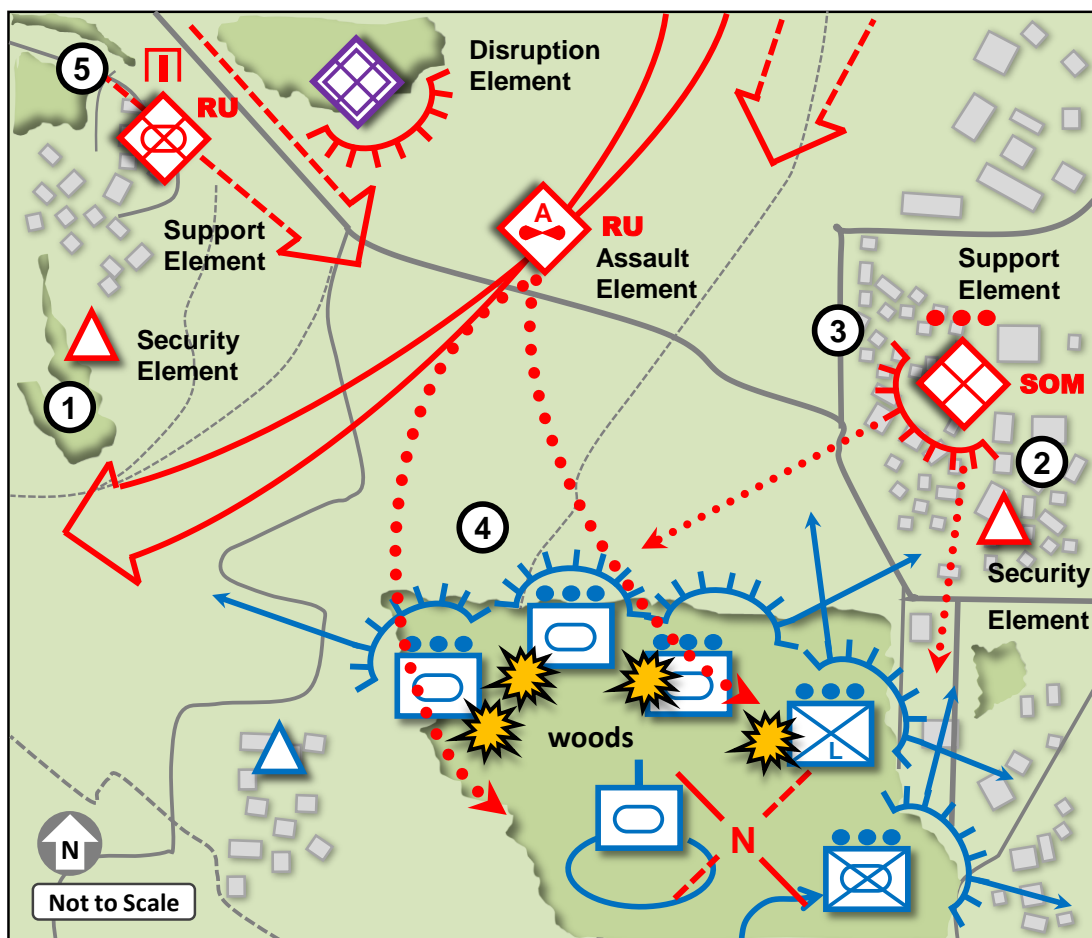 5
RU
Disruption
Element
Support
Element
A
RU
Assault
Element
Support
Element
3
SOM
Security
Element
1
2
4
Security
Element
woods
L
N
N
Not to Scale